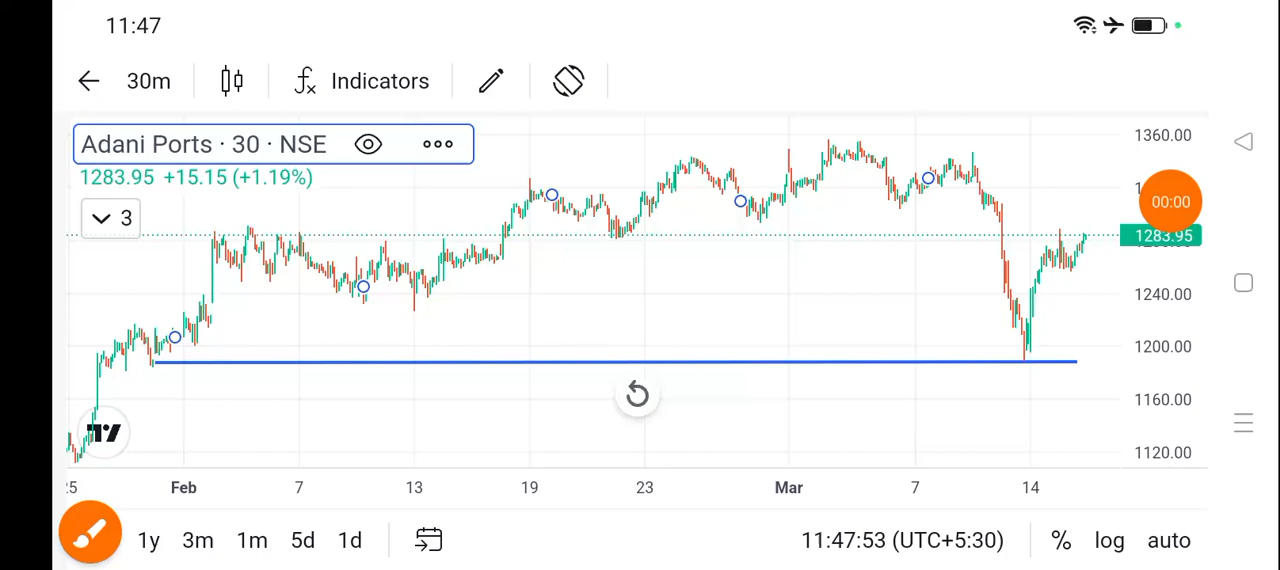 11:47
30m Indicators
Adani Ports · 30 · NSE
1360.00
1283.95 +15.15 (+1.19%)
00:00
3
1283.95
1240.00
1200.00
1160.00
1120.00
Feb 7 13 19 23 Mar 7 14
1y 3m 1m 5d 1d 11:47:53 (UTC+5:30) % log auto